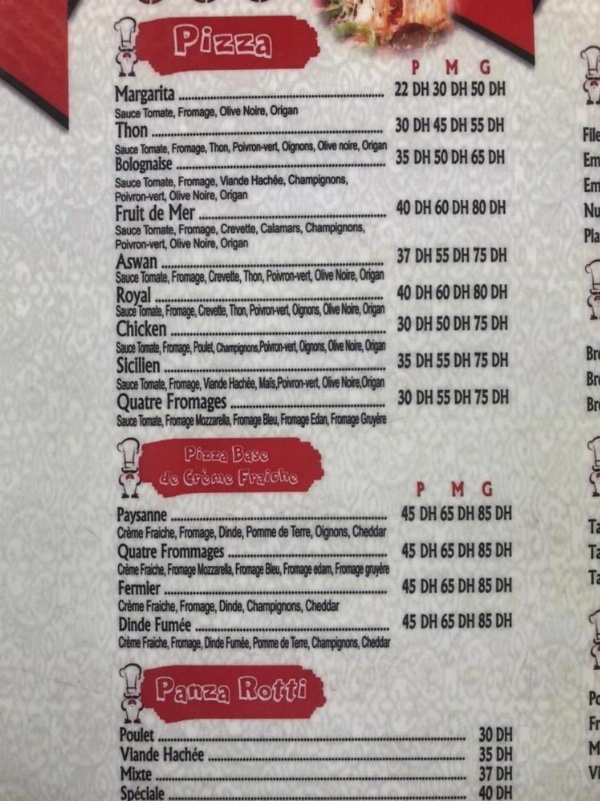 Pizza
P M G
Margarita 22 DH 30 DH 50 DH
Sauce Tomate, Fromage, Olive Noire, Origan
Thon 30 DH 45 DH 55 DH
Sauce Tomate, Fromage, Thon, Poivron-vert, Oignons, Olive noire, Origan
Bolognaise 35 DH 50 DH 65 DH
Sauce Tomate, Fromage, Viande Hachée, Champignons,
Poivron-vert, Olive Noire, Origan
Fruit de Mer 40 DH 60 DH 80 DH
Sauce Tomate, Fromage, Crevette, Calamars, Champignons,
Poivron-vert, Olive Noire, Origan
Aswan 37 DH 55 DH 75 DH
Sauce Tomate, Fromage, Crevette, Thon, Poivron-vert, Olive Noire, Origan
Royal 40 DH 60 DH 80 DH
Sauce Tomate, Fromage, Crevette, Thon, Poivron-vert, Oignons, Olive Noire, Origan
Chicken 30 DH 50 DH 75 DH
Sauce Tomate, Fromage, Poulet, Champignons,Poivron-vert, Oignons, Olive Noire, Origan
Sicilien 35 DH 55 DH 75 DH
Sauce Tomate, Fromage, Viande Hachée, Maïs,Poivron-vert, Olive Noire,Origan
Quatre Fromages 30 DH 55 DH 75 DH
Sauce Tomate, Fromage Mozzarella, Fromage Bleu, Fromage Edan, Fromage Gruyére
Pizza Base
de Crème Fraiche
P M G
Paysanne 45 DH 65 DH 85 DH
Crème Fraiche, Fromage, Dinde, Pomme de Terre, Oignons, Cheddar
Quatre Frommages 45 DH 65 DH 85 DH
Crème Fraiche, Fromage Mozzarella, Fromage Bleu, Fromage edam, Fromage gruyère
Fermier 45 DH 65 DH 85 DH
Crème Fraiche, Fromage, Dinde, Champignons, Cheddar
Dinde Fumée 45 DH 65 DH 85 DH
Crème Fraiche, Fromage, Dinde Fumée, Pomme de Terre, Champignons, Cheddar
Panza Rotti
Poulet 30 DH
Viande Hachée 35 DH
Mixte 37 DH
Spéciale 40 DH